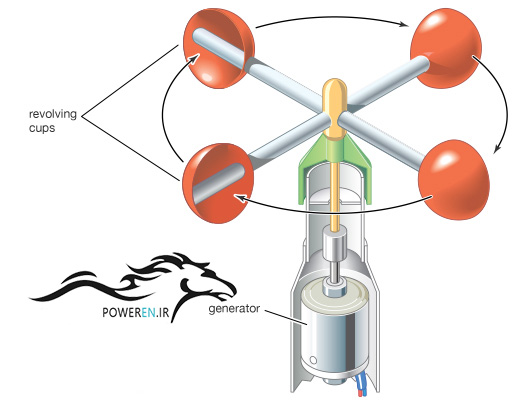 revolving
cups
POWEREN.IR
generator